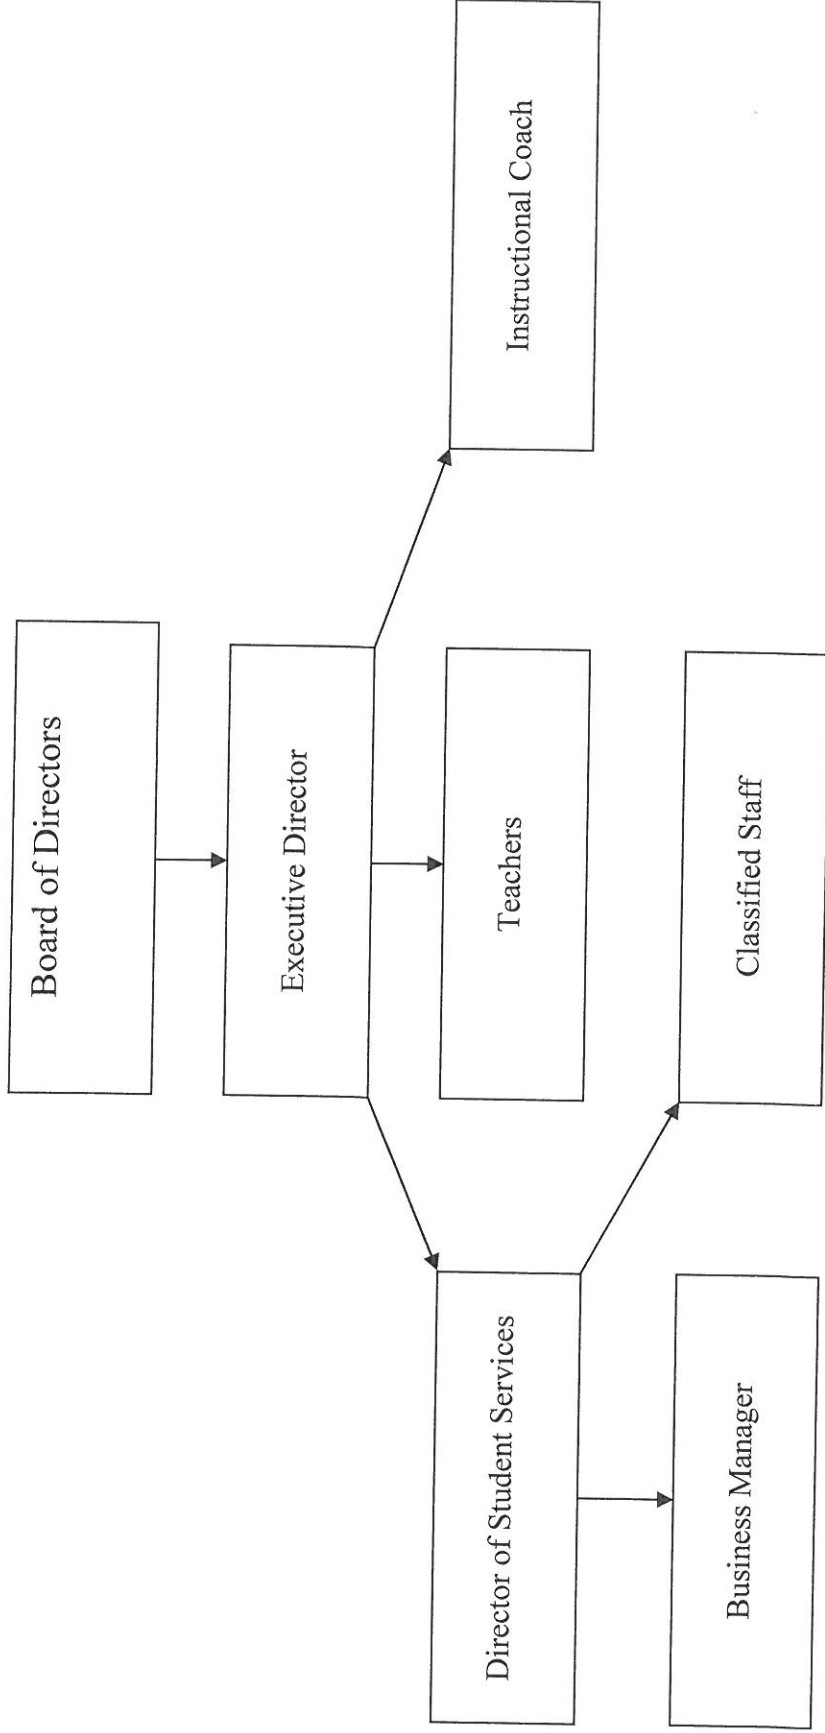 Board of Directors
Executive Director
Director of Student Services
Teachers
Instructional Coach
Business Manager
Classified Staff